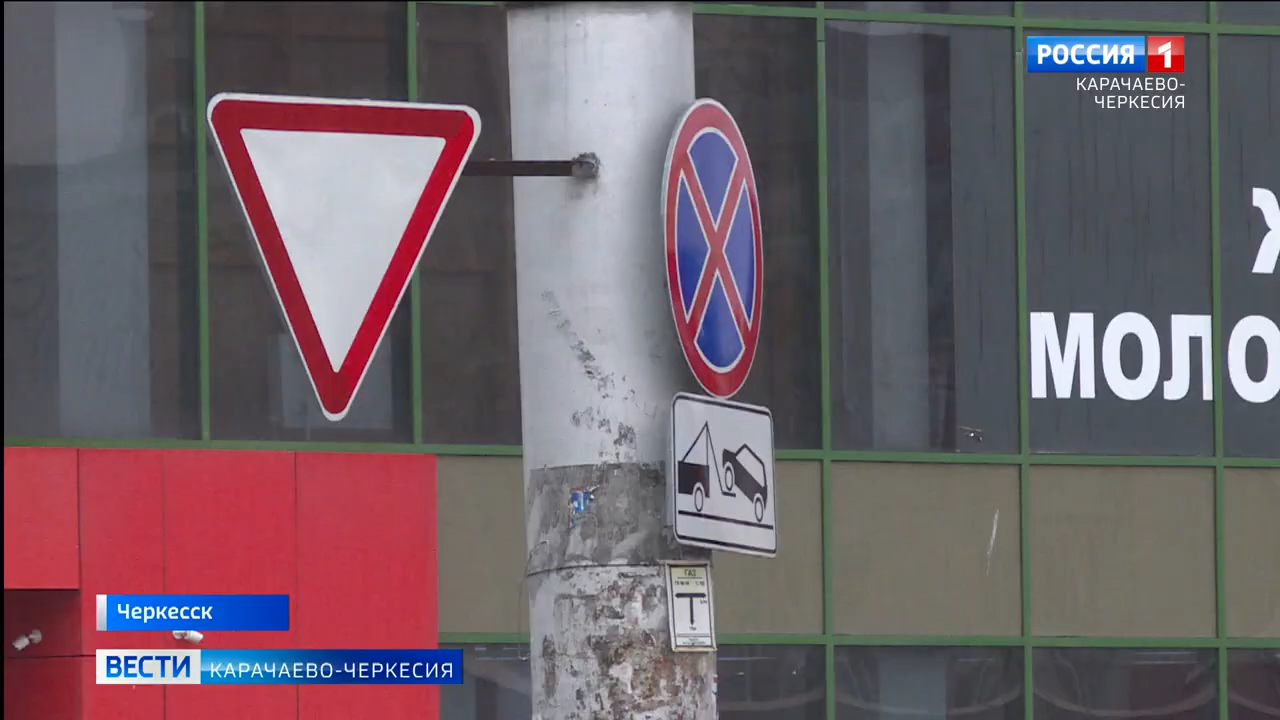 РОССИЯ 1
КАРАЧАЕВО-
ЧЕРКЕСИЯ
МОЛО
ГАЗ
Черкесск
ВЕСТИ КАРАЧАЕВО-ЧЕРКЕСИЯ